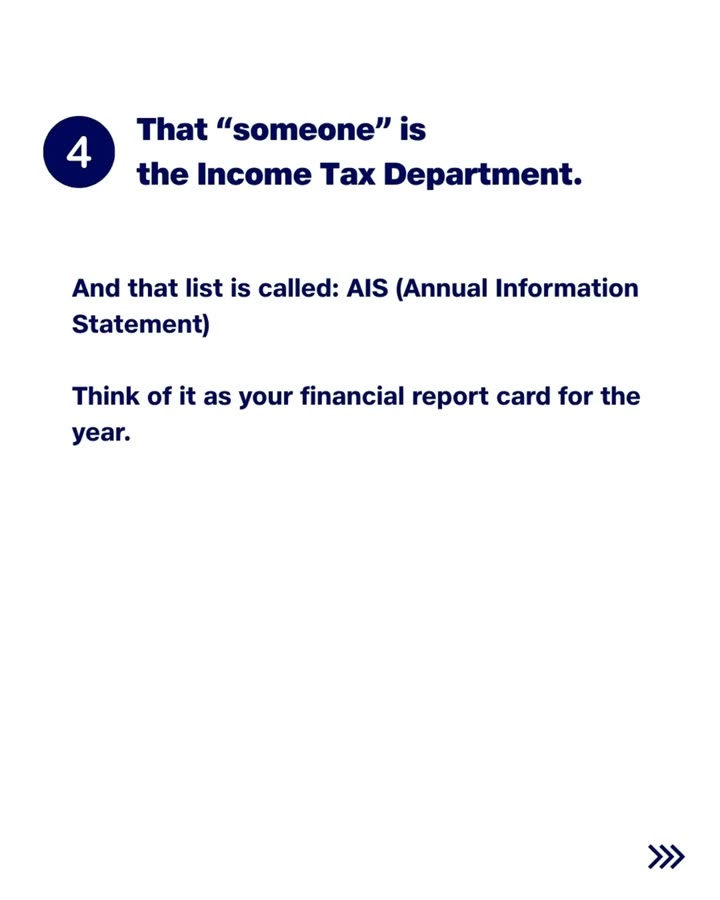 4
That “someone” is
the Income Tax Department.
And that list is called: AIS (Annual Information
Statement)
Think of it as your financial report card for the
year.